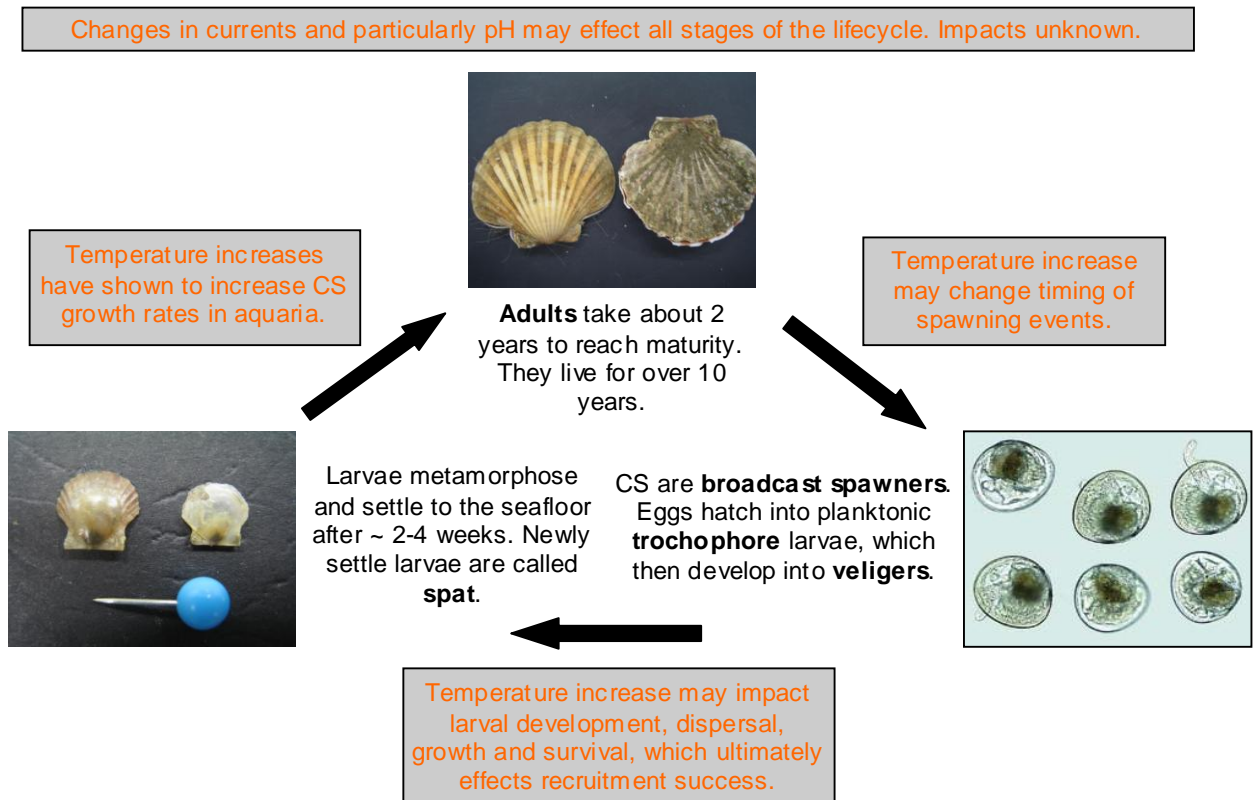 Changes in currents and particularly pH may effect all stages of the lifecycle. Impacts unknown.
Temperature increases
have shown to increase CS
growth rates in aquaria.
Temperature increase
may change timing of
spawning events.
Adults take about 2
years to reach maturity.
They live for over 10
years.
Larvae metamorphose
and settle to the seafloor
after ~ 2-4 weeks. Newly
settle larvae are called
spat.
CS are broadcast spawners.
Eggs hatch into planktonic
trochophore larvae, which
then develop into veligers.
Temperature increase may impact
larval development, dispersal,
growth and survival, which ultimately
effects recruitment success.